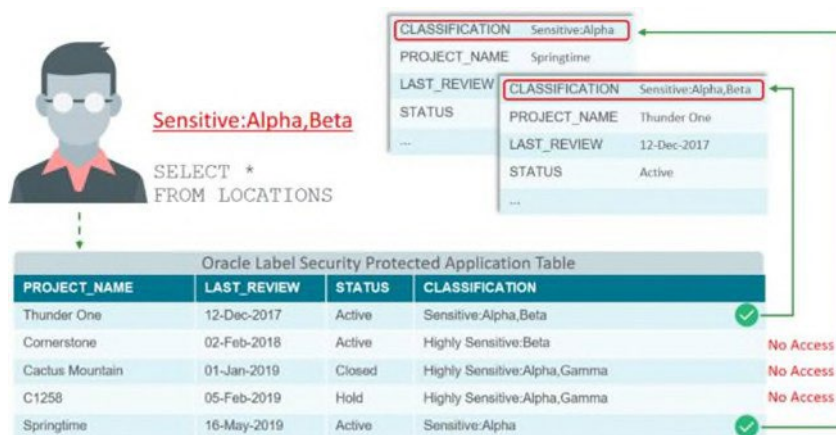 CLASSIFICATION Sensitive:Alpha
PROJECT_NAME Springtime
LAST_REVIEW
STATUS
...
CLASSIFICATION Sensitive:Alpha,Beta
PROJECT_NAME Thunder One
LAST_REVIEW 12-Dec-2017
STATUS Active
...
Sensitive:Alpha,Beta
SELECT *
FROM LOCATIONS
Oracle Label Security Protected Application Table
PROJECT_NAME LAST_REVIEW STATUS CLASSIFICATION
Thunder One 12-Dec-2017 Active Sensitive:Alpha,Beta
Cornerstone 02-Feb-2018 Active Highly Sensitive:Beta No Access
Cactus Mountain 01-Jan-2019 Closed Highly Sensitive:Alpha,Gamma No Access
C1258 05-Feb-2019 Hold Highly Sensitive:Alpha,Gamma No Access
Springtime 16-May-2019 Active Sensitive:Alpha